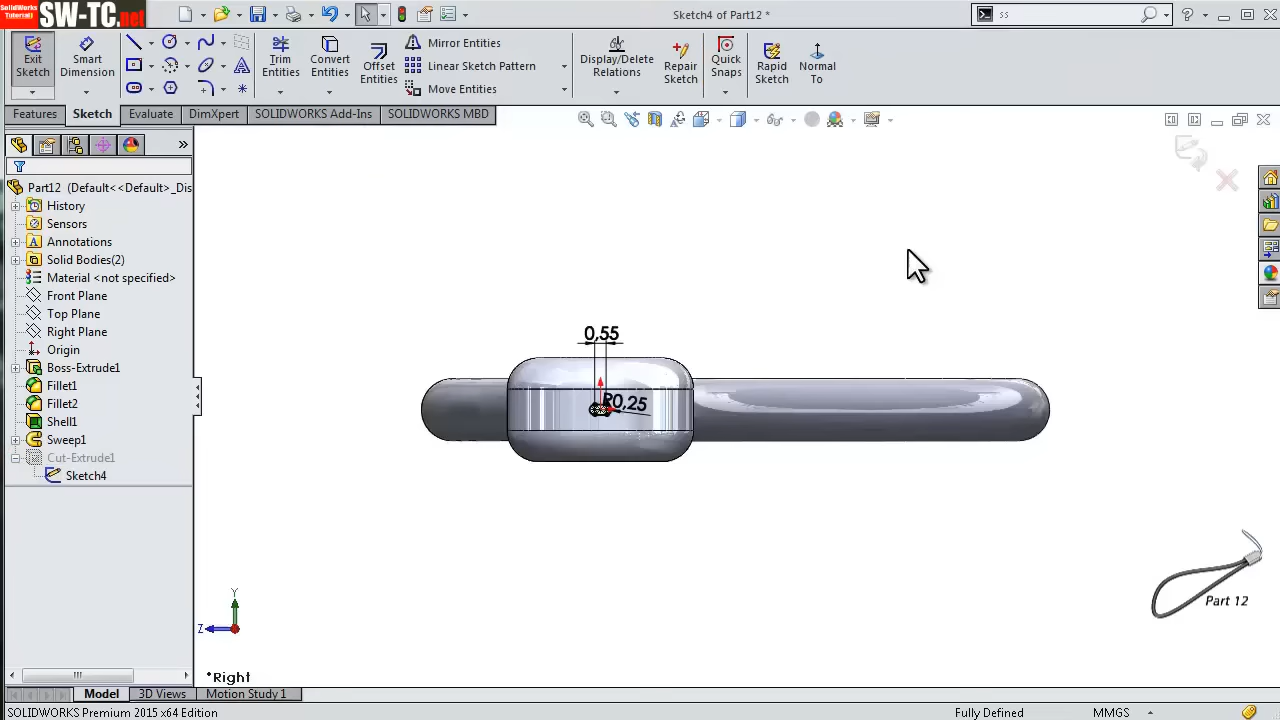 SolidWorks
Tutorial
SW-TC.net
Sketch4 of Part12 *
ss
Exit Sketch
Smart Dimension
Trim Entities
Convert Entities
Offset Entities
Mirror Entities
Linear Sketch Pattern
Move Entities
Display/Delete Relations
Repair Sketch
Quick Snaps
Rapid Sketch
Normal To
Features
Sketch
Evaluate
DimXpert
SOLIDWORKS Add-Ins
SOLIDWORKS MBD
Part12 (Default<<Default>_Dis
History
Sensors
Annotations
Solid Bodies(2)
Material <not specified>
Front Plane
Top Plane
Right Plane
Origin
Boss-Extrude1
Fillet1
Fillet2
Shell1
Sweep1
Cut-Extrude1
Sketch4
0,55
R0,25
Part 12
Y
Z
*Right
Model
3D Views
Motion Study 1
SOLIDWORKS Premium 2015 x64 Edition
Fully Defined
MMGS